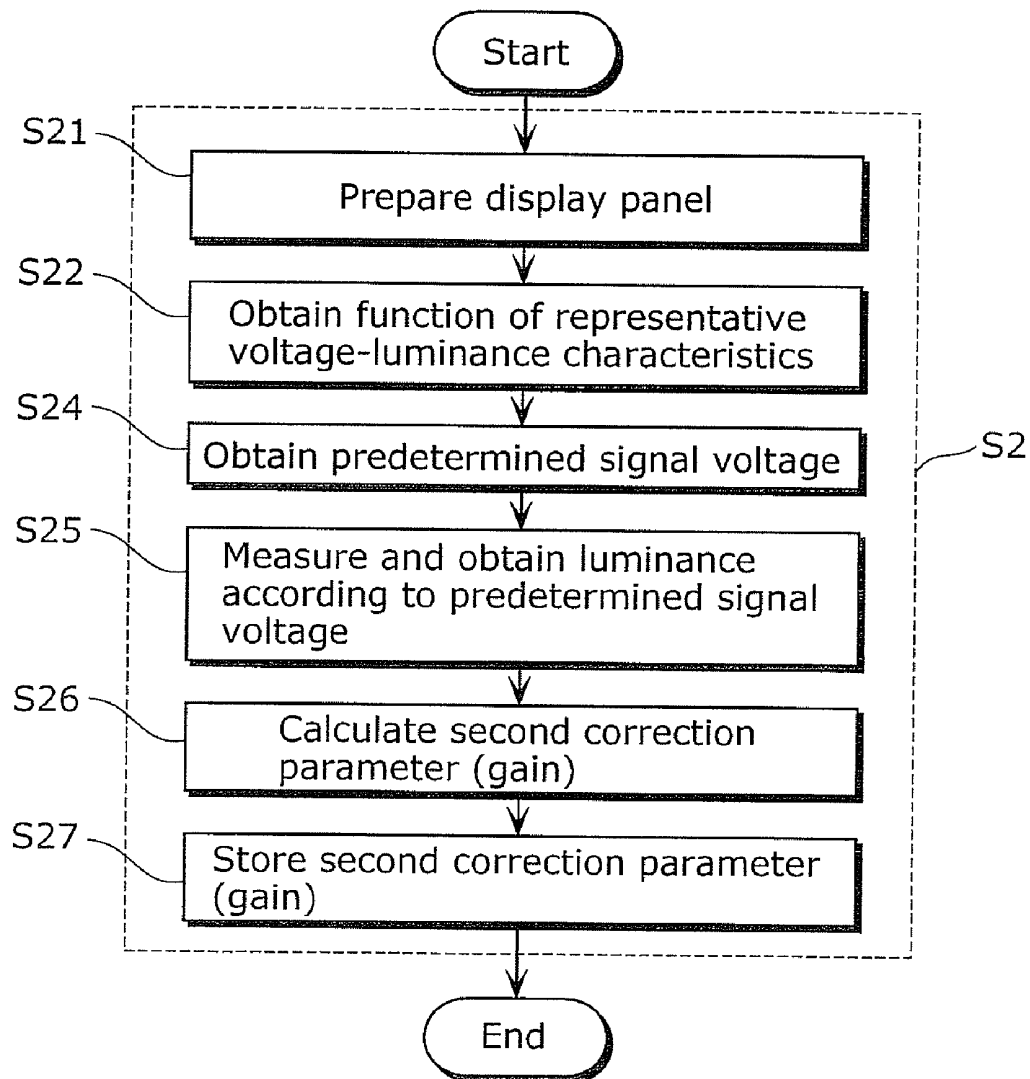 Start
S21
Prepare display panel
S22
Obtain function of representative
voltage-luminance characteristics
S24
Obtain predetermined signal voltage
S2
S25
Measure and obtain luminance
according to predetermined signal
voltage
S26
Calculate second correction
parameter (gain)
S27
Store second correction parameter
(gain)
End